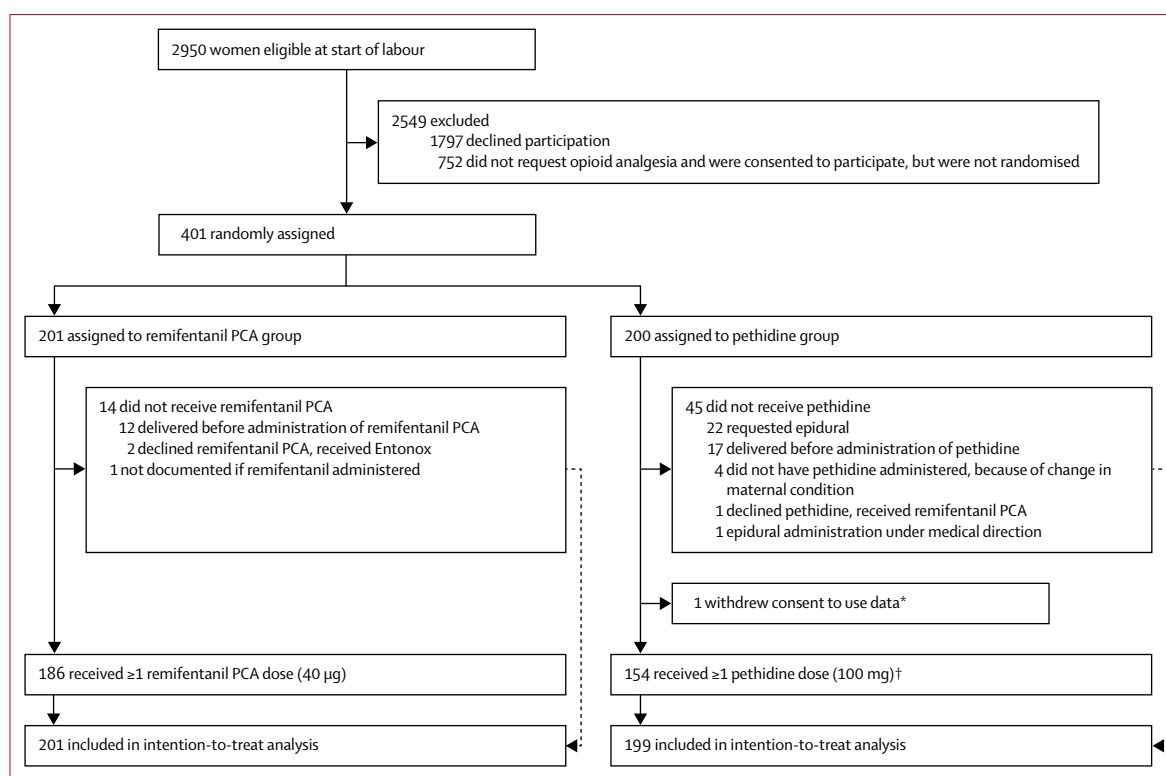 2950 women eligible at start of labour
2549 excluded
1797 declined participation
752 did not request opioid analgesia and were consented to participate, but were not randomised
401 randomly assigned
201 assigned to remifentanil PCA group
200 assigned to pethidine group
14 did not receive remifentanil PCA
12 delivered before administration of remifentanil PCA
2 declined remifentanil PCA, received Entonox
1 not documented if remifentanil administered
45 did not receive pethidine
22 requested epidural
17 delivered before administration of pethidine
4 did not have pethidine administered, because of change in
maternal condition
1 declined pethidine, received remifentanil PCA
1 epidural administration under medical direction
1 withdrew consent to use data*
186 received ≥1 remifentanil PCA dose (40 µg)
154 received ≥1 pethidine dose (100 mg)†
201 included in intention-to-treat analysis
199 included in intention-to-treat analysis